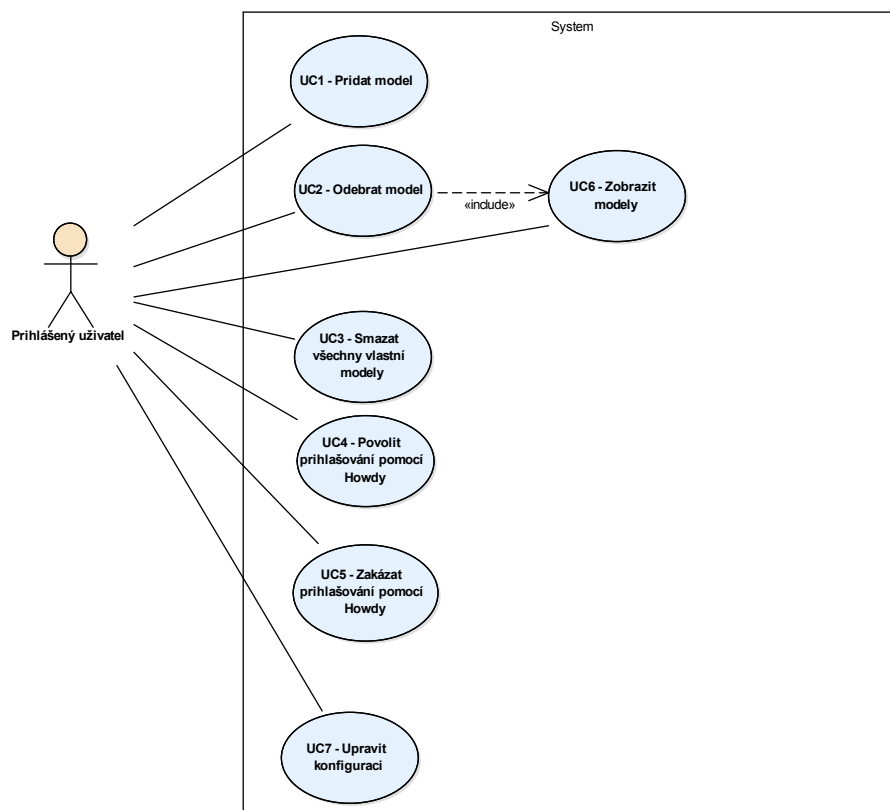 System
UC1 - Pridat model
UC2 - Odebrat model
«include»
UC6 - Zobrazit
modely
Prihlášený uživatel
UC3 - Smazat
všechny vlastní
modely
UC4 - Povolit
prihlašování pomocí
Howdy
UC5 - Zakázat
prihlašování pomocí
Howdy
UC7 - Upravit
konfiguraci